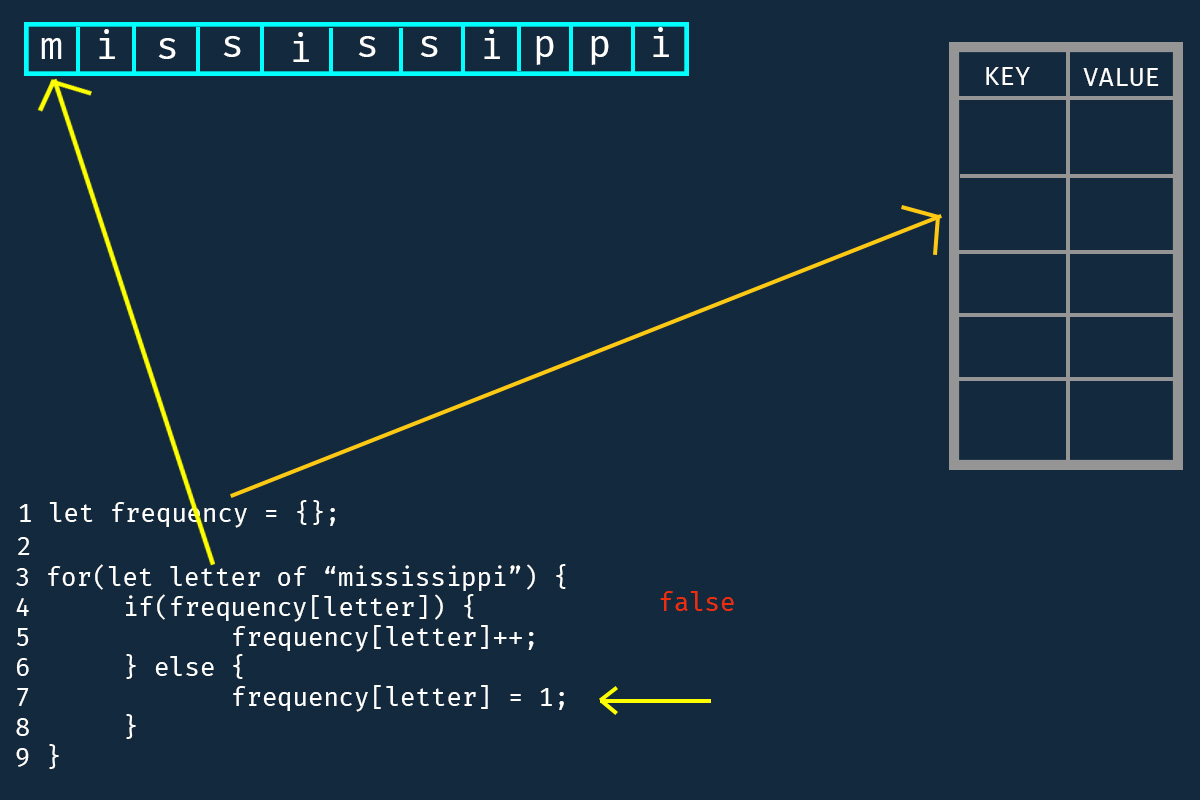 m i s s i s s i p p i
KEY VALUE
1 let frequency = {};
2
3 for(let letter of “mississippi”) {
4 if(frequency[letter]) { false
5 frequency[letter]++;
6 } else {
7 frequency[letter] = 1;
8 }
9 }